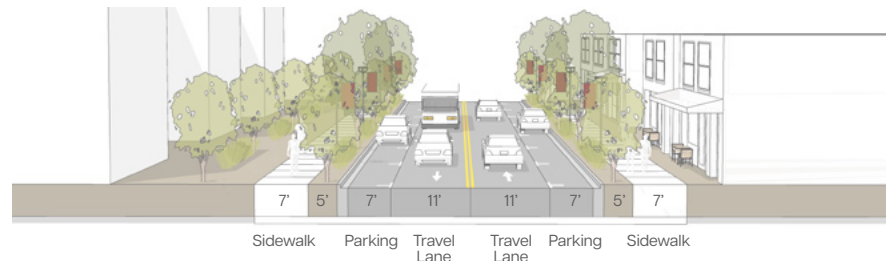 7' 5' 7' 11' 11' 7' 5' 7'
Sidewalk Parking Travel Lane Travel Lane Parking Sidewalk